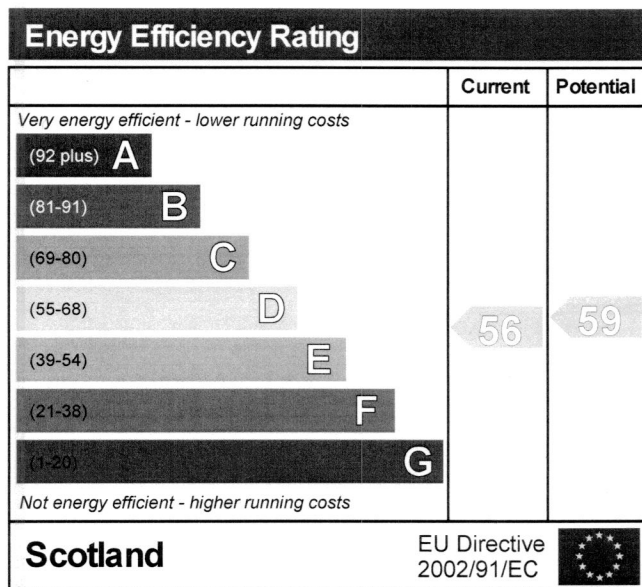 Energy Efficiency Rating
Current Potential
Very energy efficient - lower running costs
(92 plus) A
(81-91) B
(69-80) C
(55-68) D
56 59
(39-54) E
(21-38) F
(1-20) G
Not energy efficient - higher running costs
Scotland
EU Directive
2002/91/EC